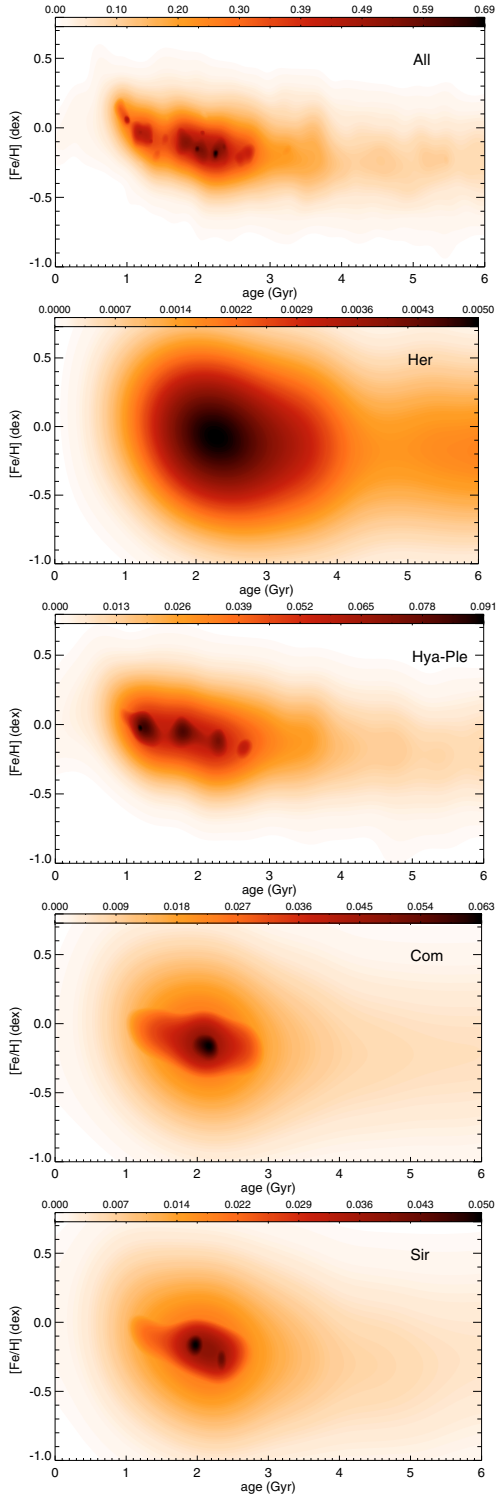 0.00 0.10 0.20 0.30 0.39 0.49 0.59 0.69
All
[Fe/H] (dex)
0.5
0.0
-0.5
-1.0
0 1 2 3 4 5 6
age (Gyr)
0.0000 0.0007 0.0014 0.0022 0.0029 0.0036 0.0043 0.0050
Her
[Fe/H] (dex)
0.5
0.0
-0.5
-1.0
0 1 2 3 4 5 6
age (Gyr)
0.000 0.013 0.026 0.039 0.052 0.065 0.078 0.091
Hya-Ple
[Fe/H] (dex)
0.5
0.0
-0.5
-1.0
0 1 2 3 4 5 6
age (Gyr)
0.000 0.009 0.018 0.027 0.036 0.045 0.054 0.063
Com
[Fe/H] (dex)
0.5
0.0
-0.5
-1.0
0 1 2 3 4 5 6
age (Gyr)
0.000 0.007 0.014 0.022 0.029 0.036 0.043 0.050
Sir
[Fe/H] (dex)
0.5
0.0
-0.5
-1.0
0 1 2 3 4 5 6
age (Gyr)